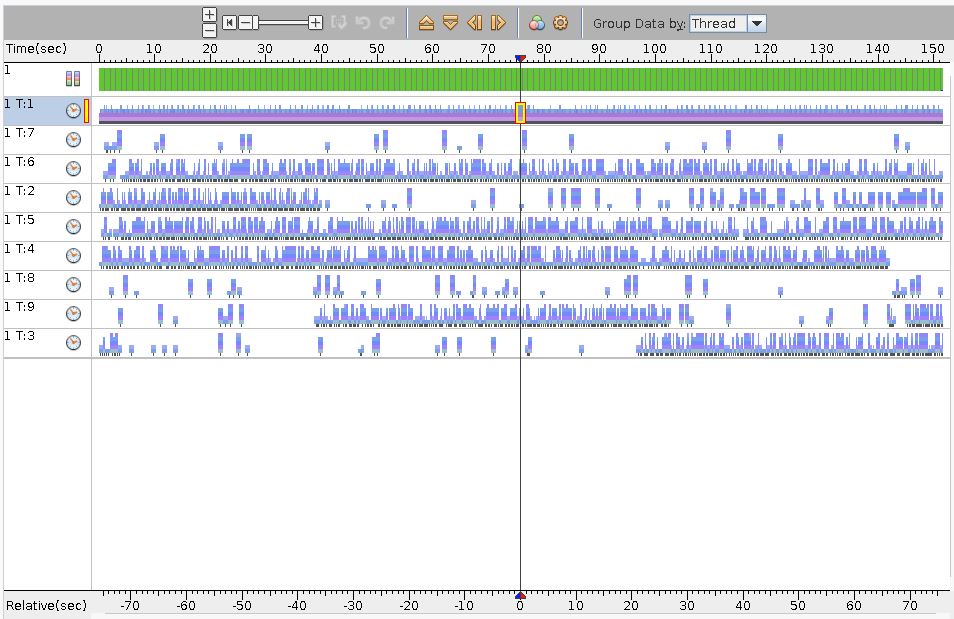 Group Data by: Thread
Time(sec) 0 10 20 30 40 50 60 70 80 90 100 110 120 130 140 150
1
1 T:1
1 T:7
1 T:6
1 T:2
1 T:5
1 T:4
1 T:8
1 T:9
1 T:3
Relative(sec) -70 -60 -50 -40 -30 -20 -10 0 10 20 30 40 50 60 70